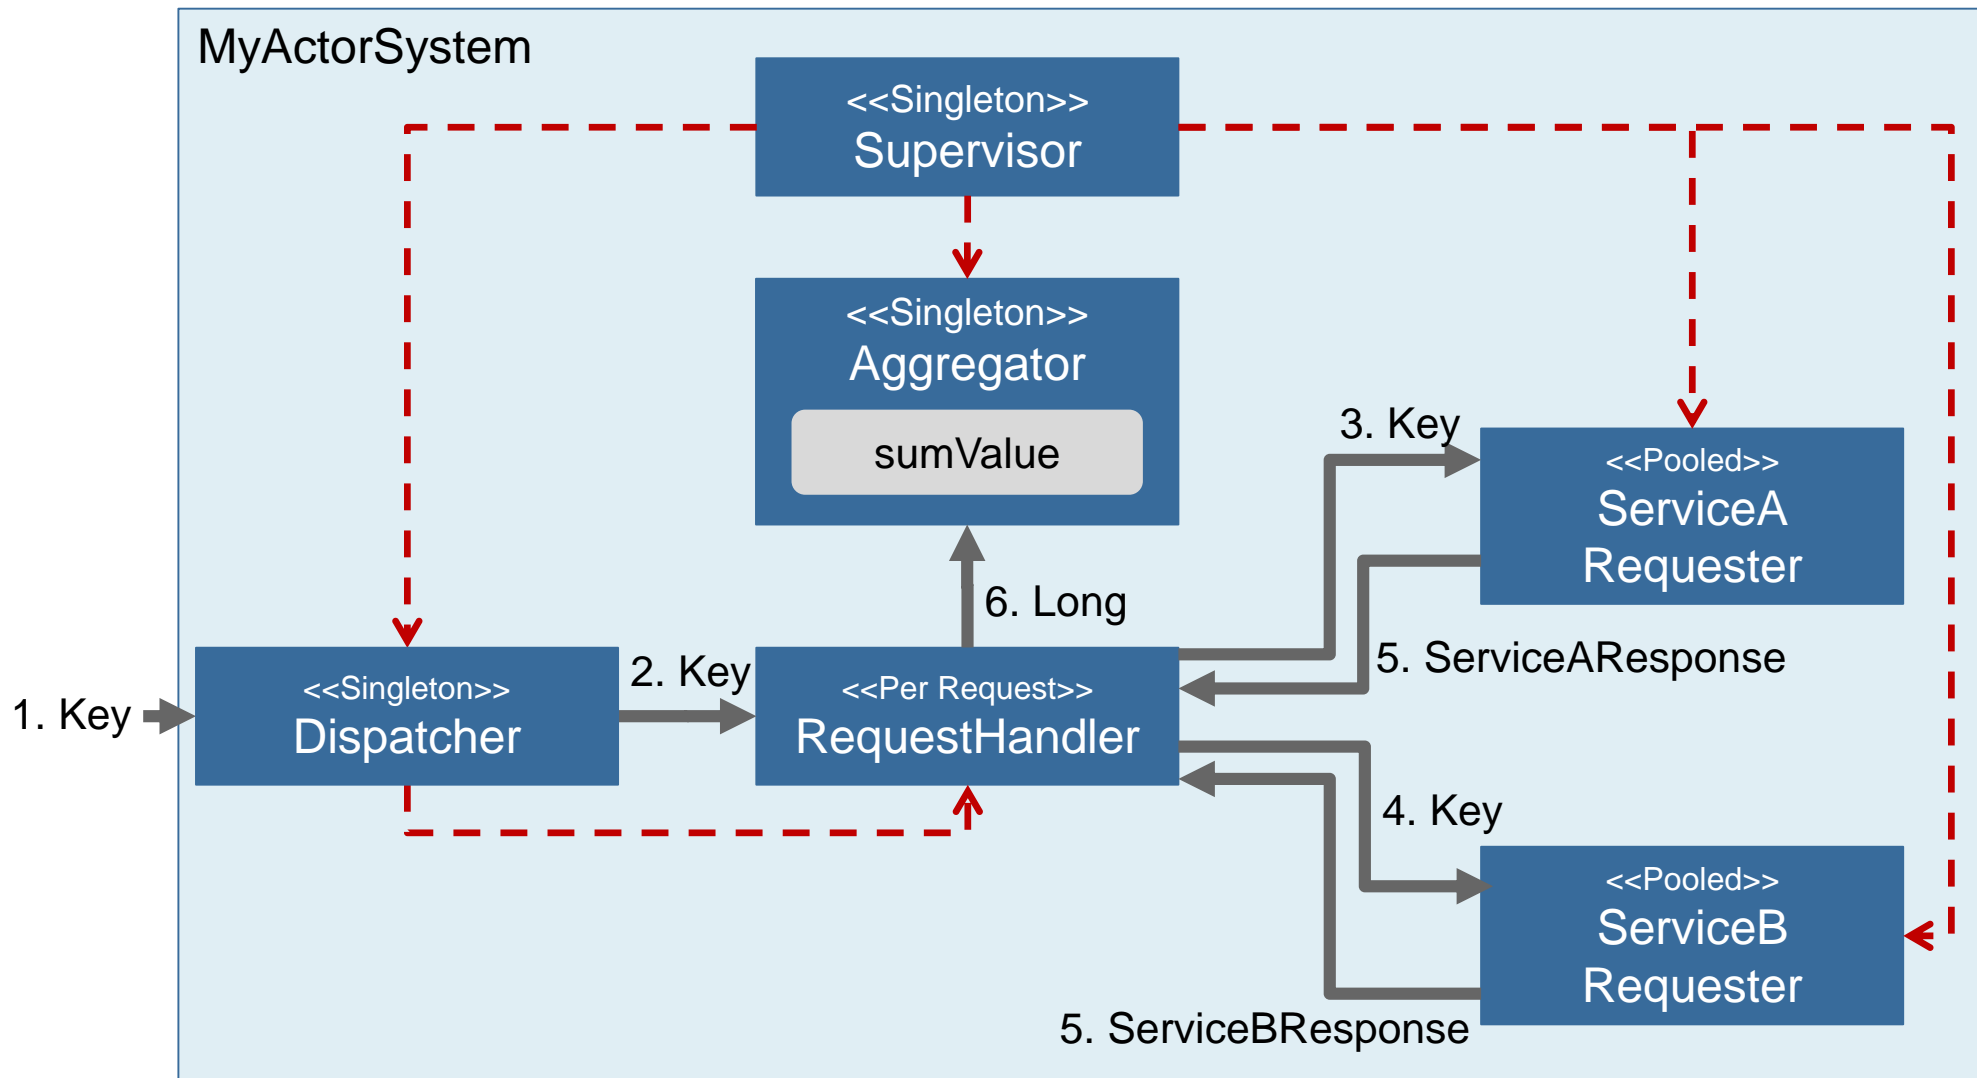 MyActorSystem
<<Singleton>>
Supervisor
<<Singleton>>
Aggregator
sumValue
3. Key
<<Pooled>>
ServiceA
Requester
6. Long
5. ServiceAResponse
1. Key
<<Singleton>>
Dispatcher
2. Key
<<Per Request>>
RequestHandler
4. Key
<<Pooled>>
ServiceB
Requester
5. ServiceBResponse